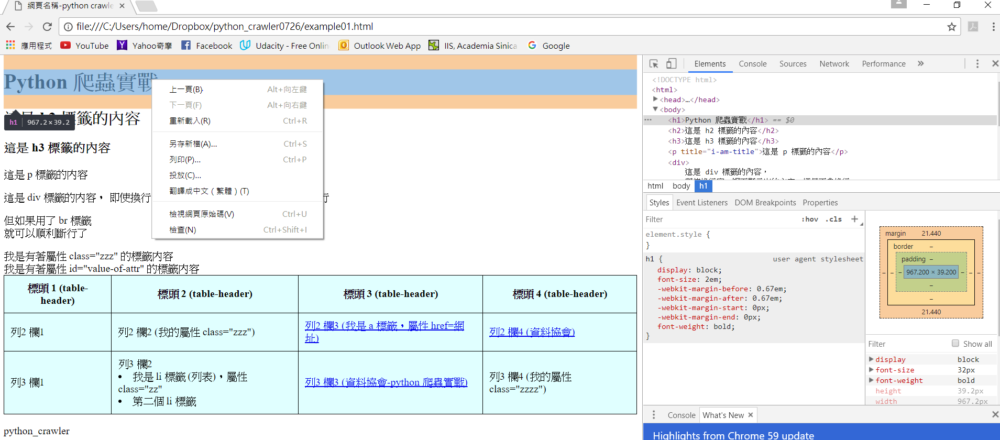 網頁名稱-python crawle
file:///C:/Users/home/Dropbox/python_crawler0726/example01.html
應用程式 YouTube Yahoo奇摩 Facebook Udacity - Free Onlin Outlook Web App IIS, Academia Sinica Google
Python 爬蟲實戰
標籤的內容
h1 967.2 × 39.2
這是 h3 標籤的內容
這是 p 標籤的內容
這是 div 標籤的內容， 即使換行
行
但如果用了 br 標籤
就可以順利斷行了
我是有著屬性 class="zzz" 的標籤內容
我是有著屬性 id="value-of-attr" 的標籤內容
標頭 1 (table-header) 標頭 2 (table-header) 標頭 3 (table-header) 標頭 4 (table-header)
列2 欄1 列2 欄2 (我的屬性 class="zzz") 列2 欄3 (我是 a 標籤，屬性 href=網址) 列2 欄4 (資料協會)
列3 欄1
列3 欄2
• 我是 li 標籤 (列表)，屬性
class="zz"
• 第二個 li 標籤
列3 欄3 (資料協會-python 爬蟲實戰)
列3 欄4 (我的屬性
class="zzzz")
python_crawler
上一頁(B) Alt+向左鍵
下一頁(F) Alt+向右鍵
重新載入(R) Ctrl+R
另存新檔(A)... Ctrl+S
列印(P)... Ctrl+P
投放(C)...
翻譯成中文 ( 繁體 ) (T)
檢視網頁原始碼(V) Ctrl+U
檢查(N) Ctrl+Shift+I
Elements Console Sources Network Performance »
<!DOCTYPE html>
<html>
<head>…</head>
<body>
<h1>Python 爬蟲實戰</h1> == $0
<h2>這是 h2 標籤的內容</h2>
<h3>這是 h3 標籤的內容</h3>
<p title="i-am-title">這是 p 標籤的內容</p>
<div>
這是 div 標籤的內容，
html body h1
Styles Event Listeners DOM Breakpoints Properties
Filter :hov .cls +
element.style {
}
h1 { user agent stylesheet
display: block;
font-size: 2em;
-webkit-margin-before: 0.67em;
-webkit-margin-after: 0.67em;
-webkit-margin-start: 0px;
-webkit-margin-end: 0px;
font-weight: bold;
}
margin 21.440
border –
padding –
– – – 967.200 × 39.200 – – –
–
–
21.440
Filter Show all
display block
font-size 32px
font-weight bold
height 39.2px
width 967.2px
Console What's New
Highlights from Chrome 59 update